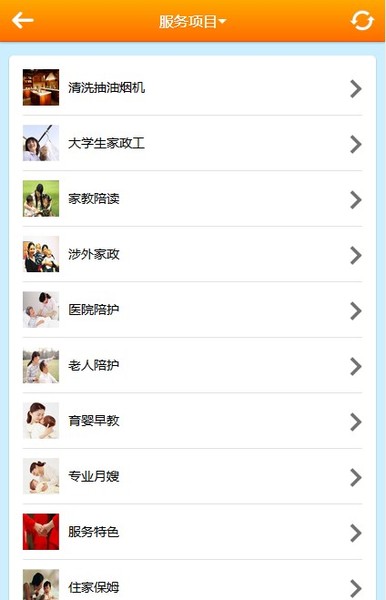 服务项目
清洗抽油烟机
大学生家政工
家教陪读
涉外家政
医院陪护
老人陪护
育婴早教
专业月嫂
服务特色
住家保姆